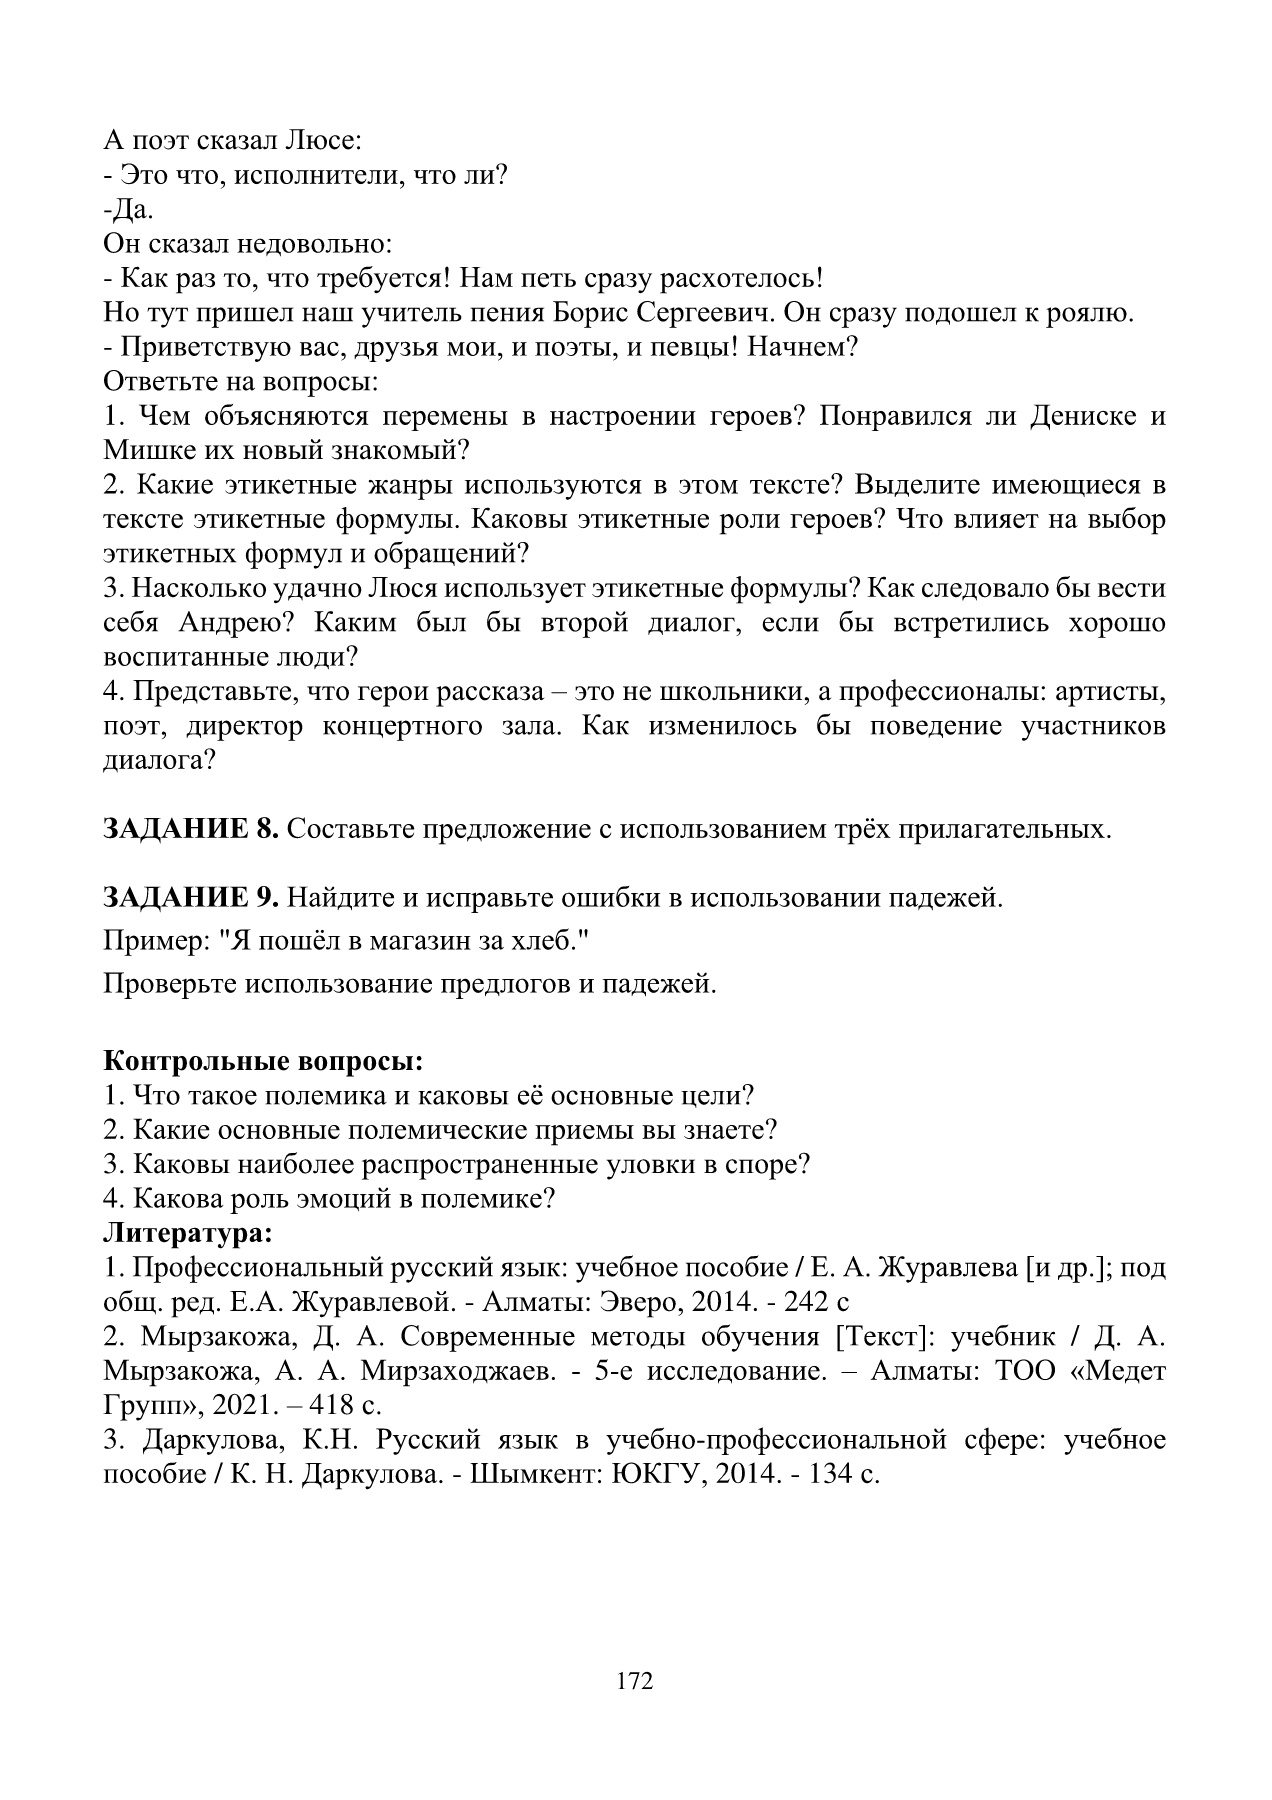 А поэт сказал Люсе:
- Это что, исполнители, что ли?
-Да.
Он сказал недовольно:
- Как раз то, что требуется! Нам петь сразу расхотелось!
Но тут пришел наш учитель пения Борис Сергеевич. Он сразу подошел к роялю.
- Приветствую вас, друзья мои, и поэты, и певцы! Начнем?
Ответьте на вопросы:
1. Чем объясняются перемены в настроении героев? Понравился ли Дениске и
Мишке их новый знакомый?
2. Какие этикетные жанры используются в этом тексте? Выделите имеющиеся в
тексте этикетные формулы. Каковы этикетные роли героев? Что влияет на выбор
этикетных формул и обращений?
3. Насколько удачно Люся использует этикетные формулы? Как следовало бы вести
себя Андрею? Каким был бы второй диалог, если бы встретились хорошо
воспитанные люди?
4. Представьте, что герои рассказа – это не школьники, а профессионалы: артисты,
поэт, директор концертного зала. Как изменилось бы поведение участников
диалога?
ЗАДАНИЕ 8. Составьте предложение с использованием трёх прилагательных.
ЗАДАНИЕ 9. Найдите и исправьте ошибки в использовании падежей.
Пример: "Я пошёл в магазин за хлеб."
Проверьте использование предлогов и падежей.
Контрольные вопросы:
1. Что такое полемика и каковы её основные цели?
2. Какие основные полемические приемы вы знаете?
3. Каковы наиболее распространенные уловки в споре?
4. Какова роль эмоций в полемике?
Литература:
1. Профессиональный русский язык: учебное пособие / Е. А. Журавлева [и др.]; под
общ. ред. Е.А. Журавлевой. - Алматы: Эверо, 2014. - 242 с
2. Мырзакожа, Д. А. Современные методы обучения [Текст]: учебник / Д. А.
Мырзакожа, А. А. Мирзаходжаев. - 5-е исследование. – Алматы: ТОО «Медет
Групп», 2021. – 418 с.
3. Даркулова, К.Н. Русский язык в учебно-профессиональной сфере: учебное
пособие / К. Н. Даркулова. - Шымкент: ЮКГУ, 2014. - 134 с.
172